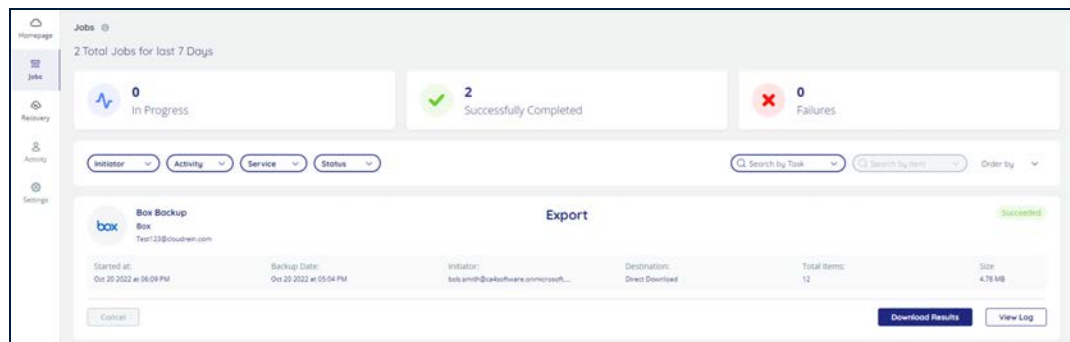 Homepage
Jobs
Recovery
Activity
Settings
Jobs
2 Total Jobs for last 7 Days
0
In Progress
2
Successfully Completed
0
Failures
Initiator
Activity
Service
Status
Search by Task
Search by Item
Order by
box
Box Backup
Box
Test123@cloudrein.com
Export
Succeeded
Started at:
Oct 20 2022 at 06:09 PM
Backup Date:
Oct 20 2022 at 05:04 PM
Initiator:
bob.smith@ca4software.onmicrosoft....
Destination:
Direct Download
Total items:
12
Size
4.78 MB
Cancel
Download Results
View Log